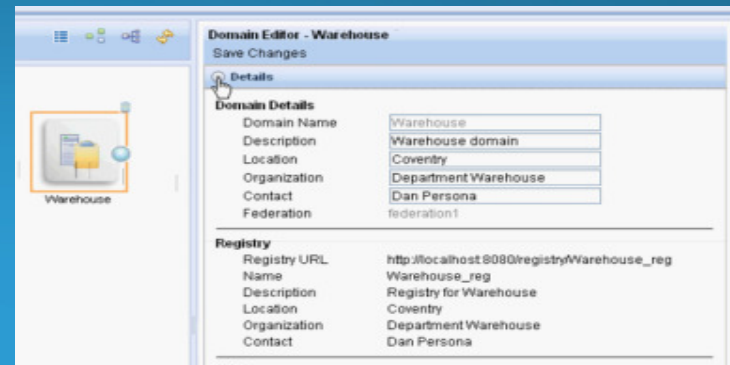 Domain Editor - Warehouse
Save Changes
Details
Warehouse
Domain Details
Domain Name Warehouse
Description Warehouse domain
Location Coventry
Organization Department Warehouse
Contact Dan Persona
Federation federation1
Registry
Registry URL http://localhost:8080/registry/Warehouse_reg
Name Warehouse_reg
Description Registry for Warehouse
Location Coventry
Organization Department Warehouse
Contact Dan Persona